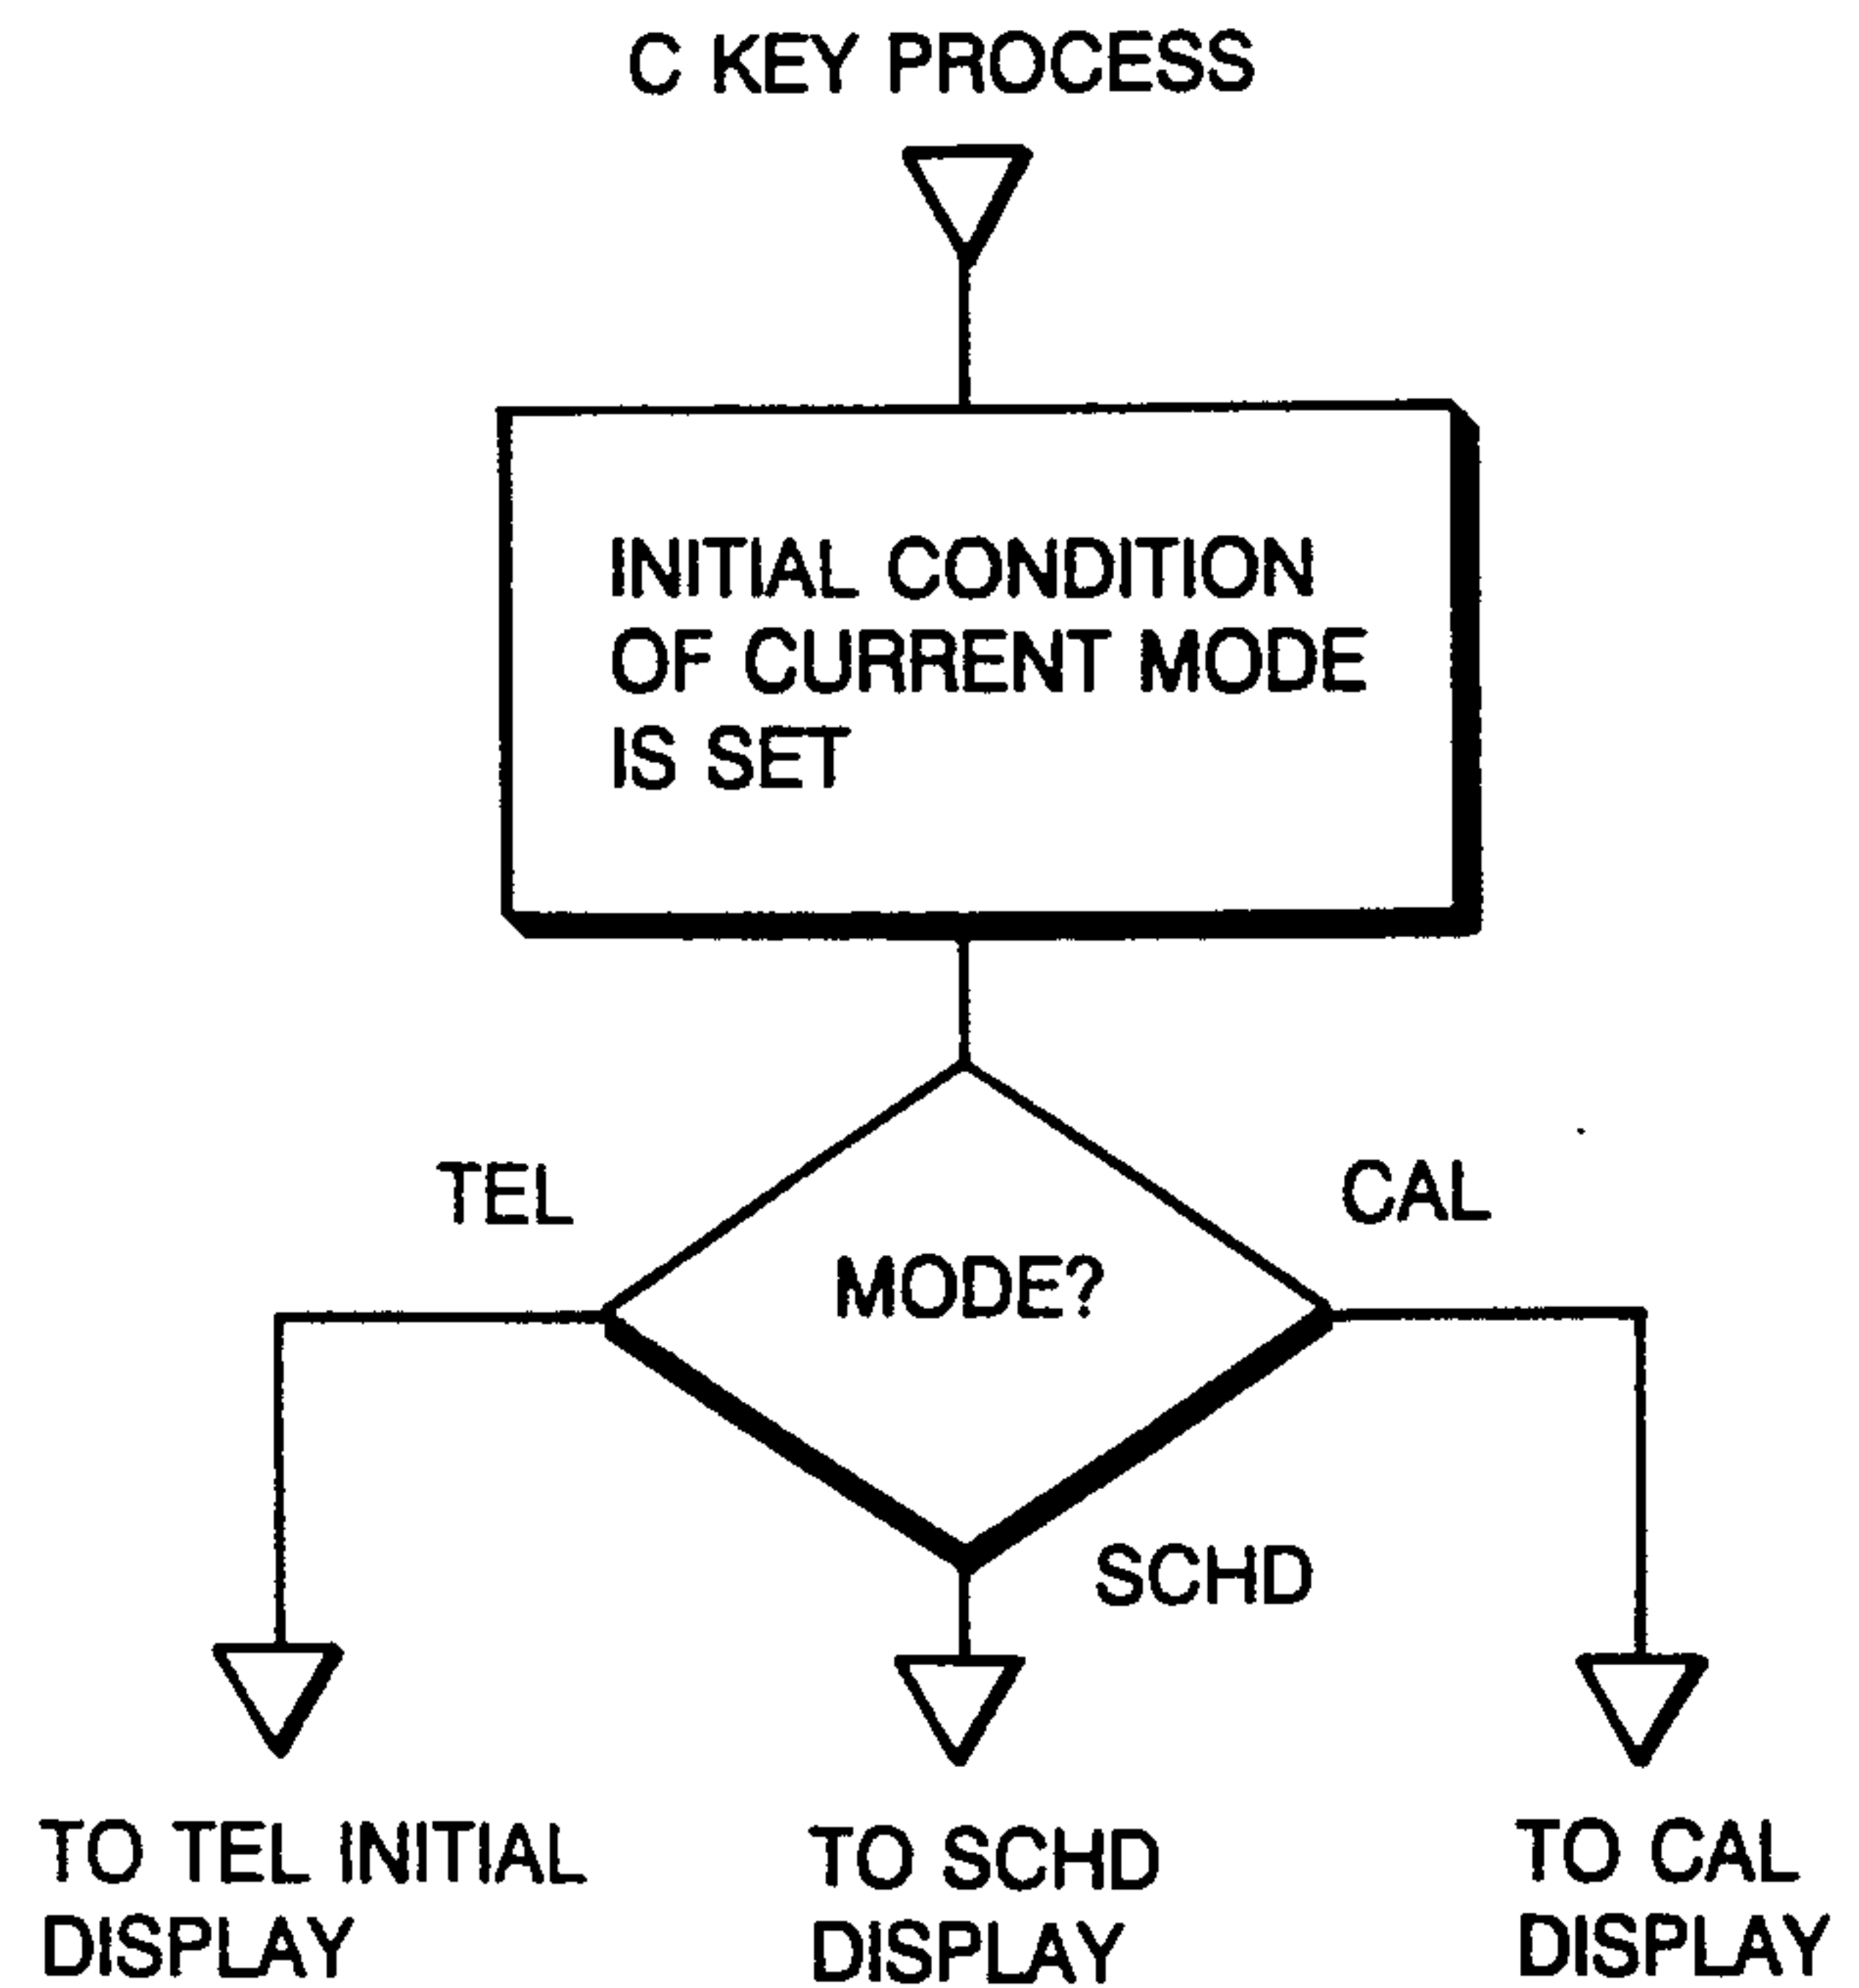 C KEY PROCESS
INITIAL CONDITION
OF CURRENT MODE
IS SET
TEL
CAL
MODE?
SCHD
TO TEL INITIAL
DISPLAY
TO SCHD
DISPLAY
TO CAL
DISPLAY